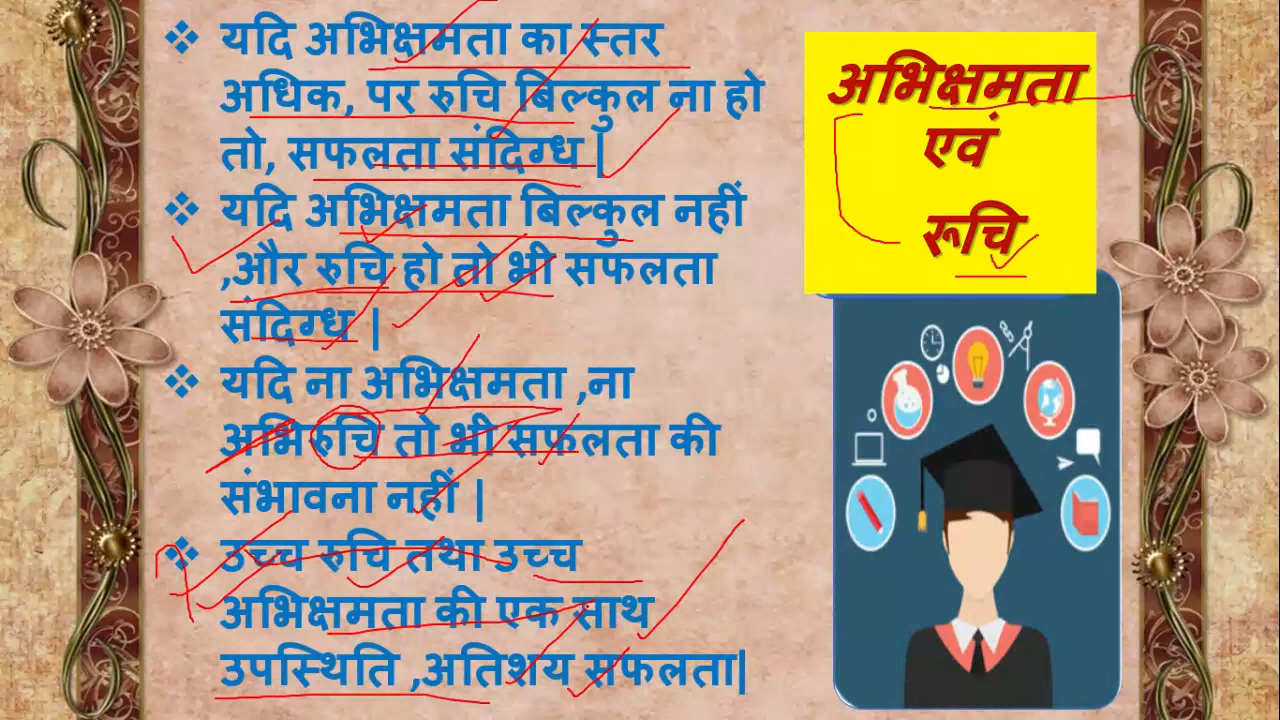 ❖ यदि अभिक्षमता का स्तर
अधिक, पर रुचि बिल्कुल ना हो
तो, सफलता संदिग्ध |
❖ यदि अभिक्षमता बिल्कुल नहीं
,और रुचि हो तो भी सफलता
संदिग्ध |
❖ यदि ना अभिक्षमता ,ना
अभिरुचि तो भी सफलता की
संभावना नहीं |
❖ उच्च रुचि तथा उच्च
अभिक्षमता की एक साथ
उपस्थिति ,अतिशय सफलता|
अभिक्षमता
एवं
रूचि